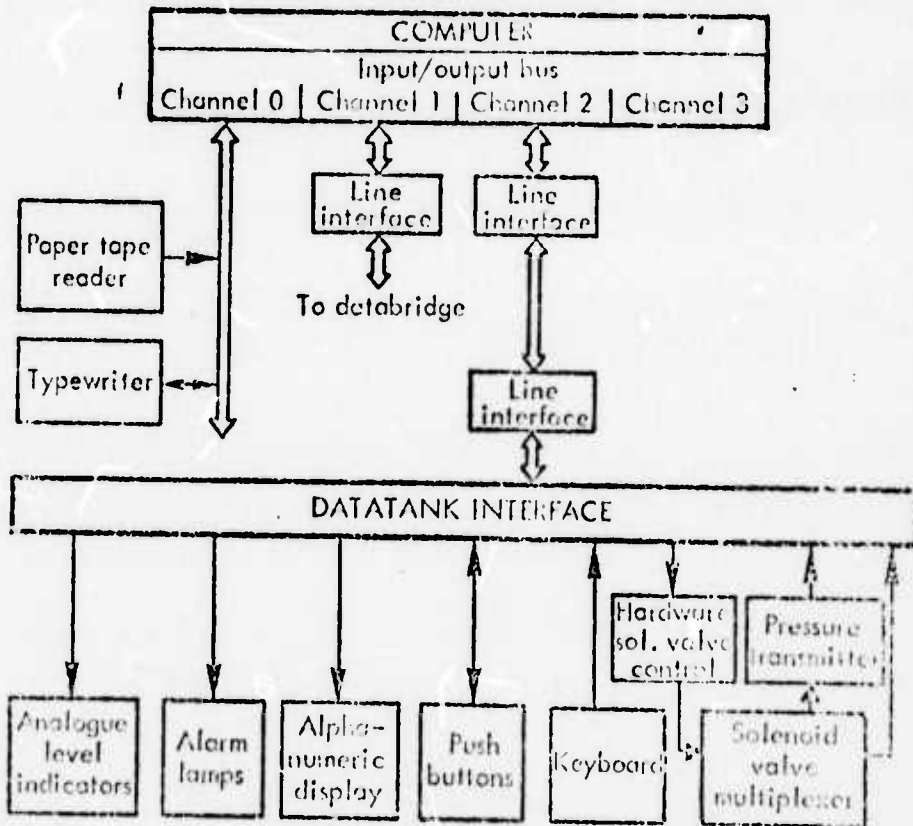 COMPUTER
Input/output bus
Channel 0 Channel 1 Channel 2 Channel 3
Line
interface
Line
interface
Paper tape
reader
To databridge
Typewriter
Line
interface
DATATANK INTERFACE
Hardware
sol. valve
control
Pressure
transmitter
Analogue
level
indicators
Alarm
lamps
Alpha-
numeric
display
Push
buttons
Keyboard
Solenoid
valve
multiplexer